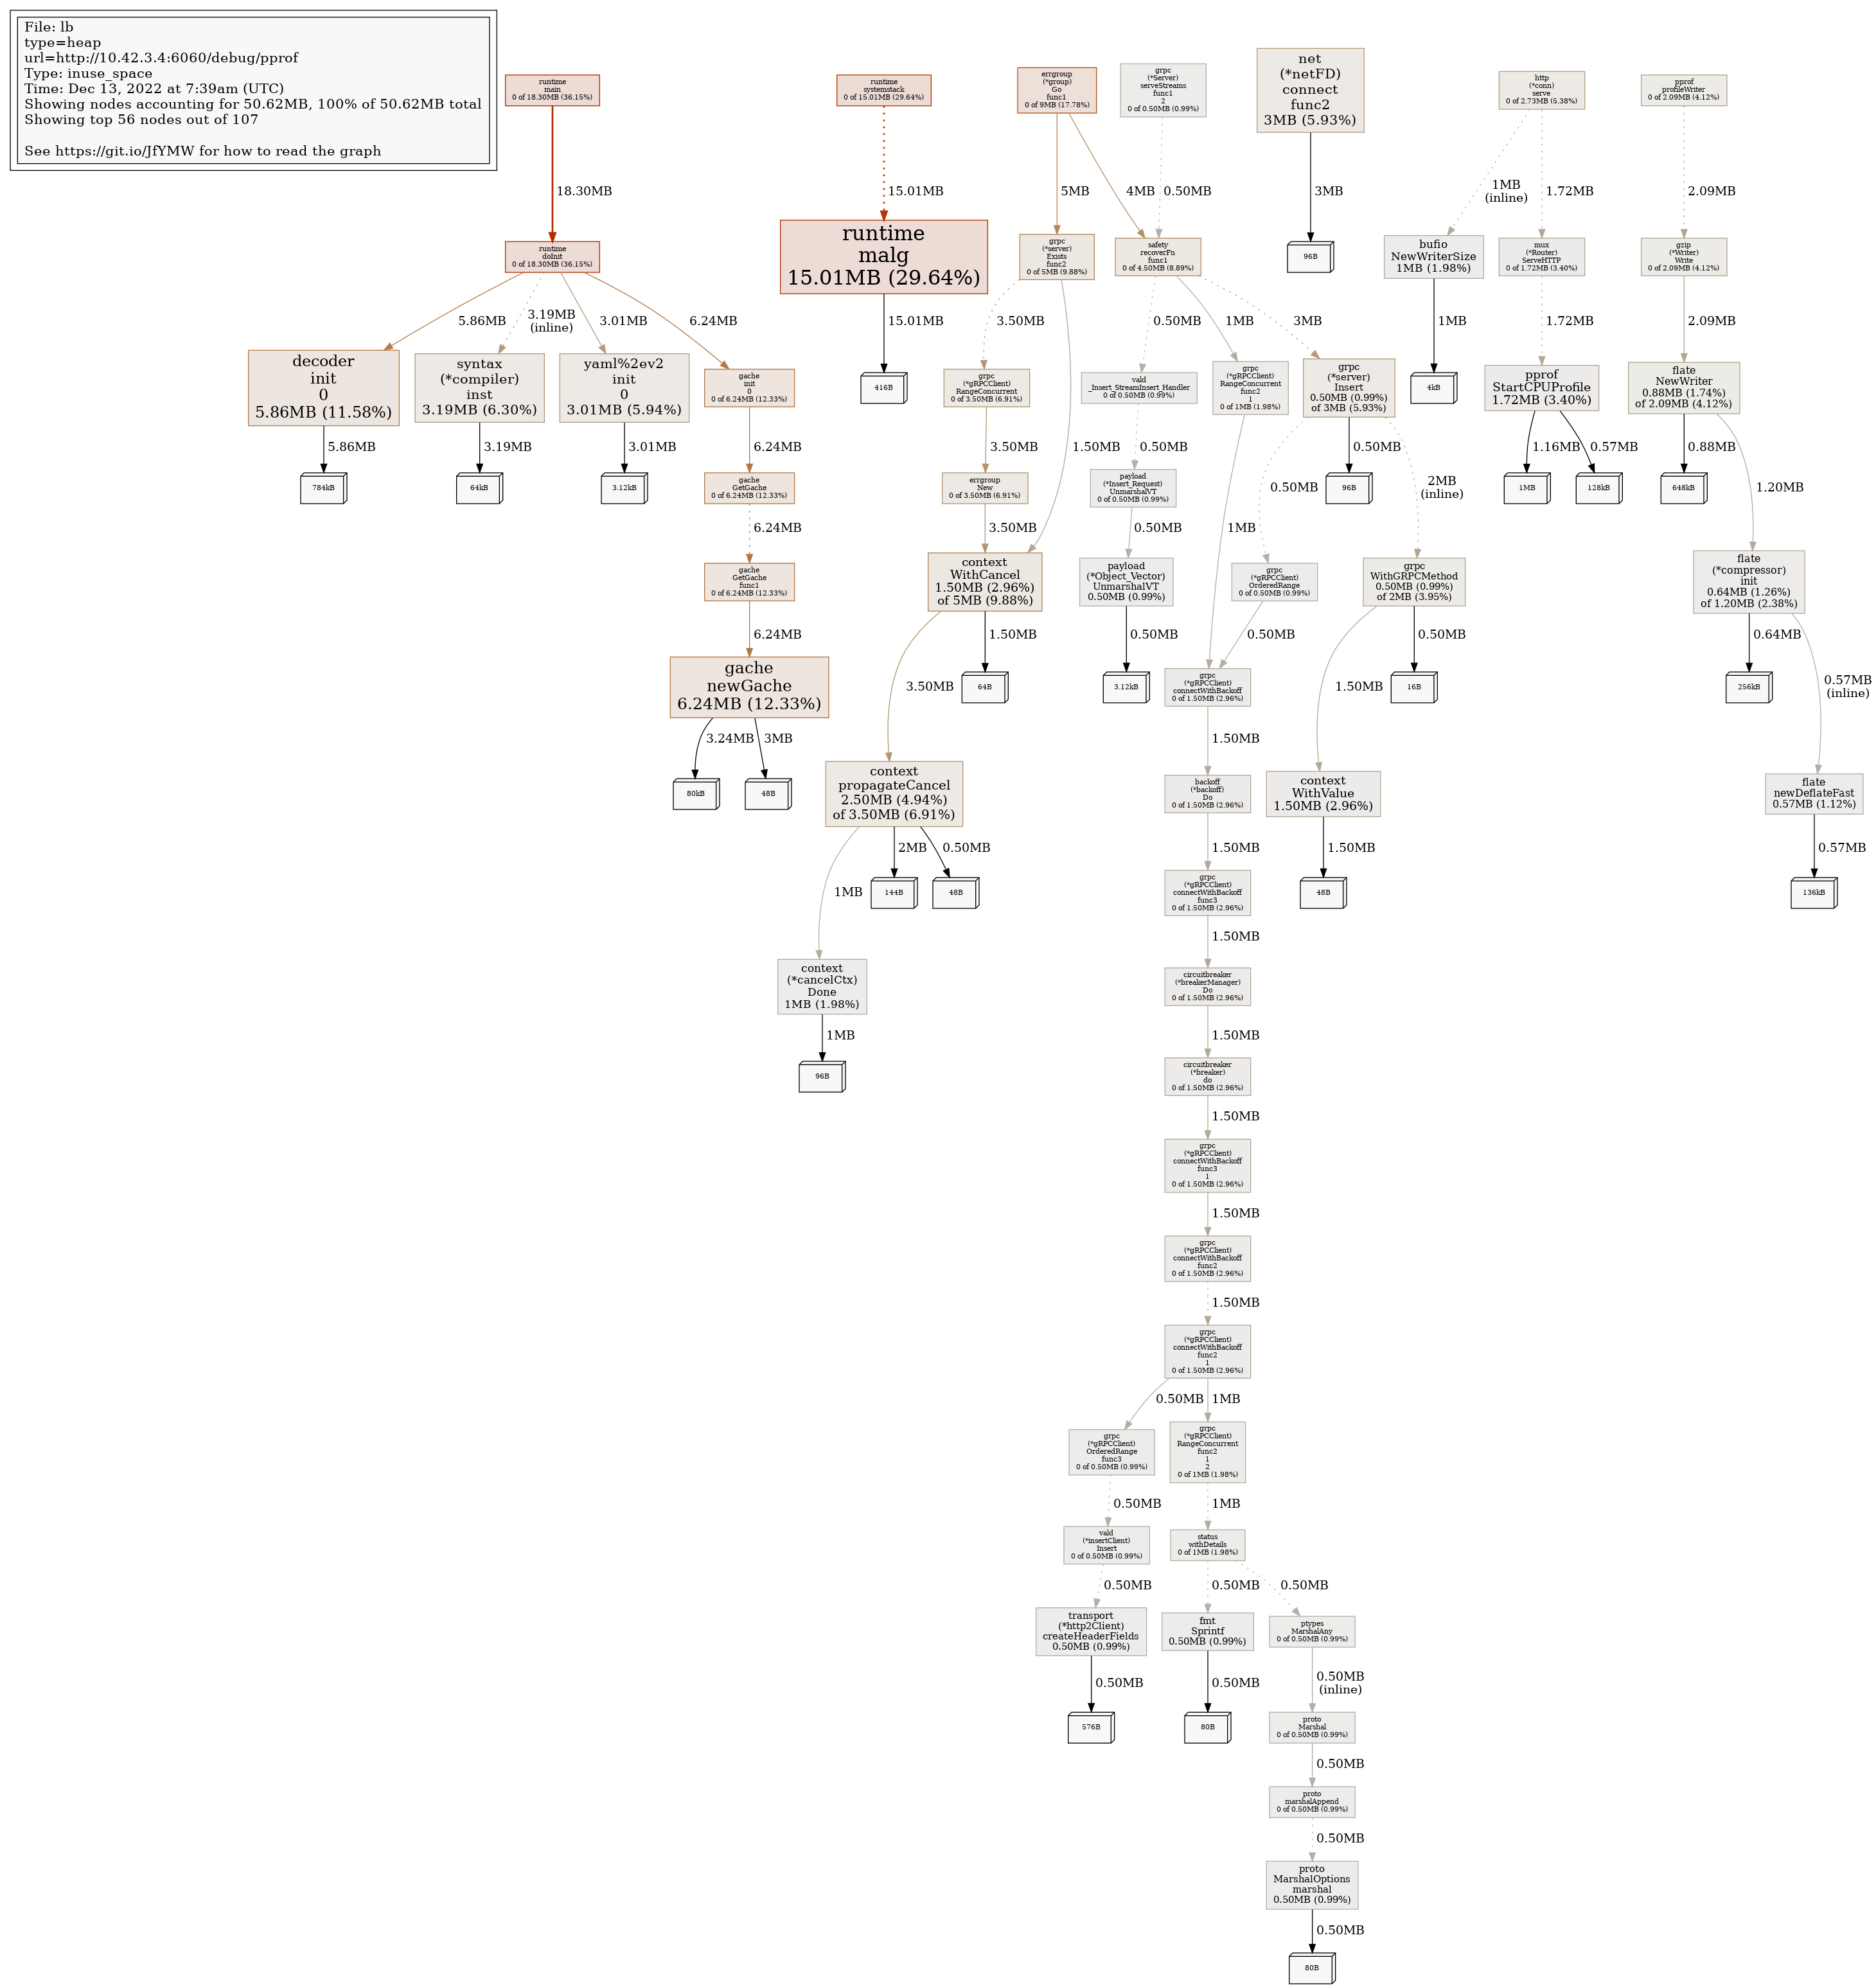 File: lb
type=heap
url=http://10.42.3.4:6060/debug/pprof
Type: inuse_space
Time: Dec 13, 2022 at 7:39am (UTC)
Showing nodes accounting for 50.62MB, 100% of 50.62MB total
Showing top 56 nodes out of 107
See https://git.io/JfYMW for how to read the graph
runtime
main
0 of 18.30MB (36.15%)
runtime
systemstack
0 of 15.01MB (29.64%)
errgroup
(*group)
Go
func1
0 of 9MB (17.78%)
grpc
(*Server)
serveStreams
func1
2
0 of 0.50MB (0.99%)
net
(*netFD)
connect
func2
3MB (5.93%)
http
(*conn)
serve
0 of 2.73MB (5.38%)
pprof
profileWriter
0 of 2.09MB (4.12%)
18.30MB
15.01MB
5MB
4MB
0.50MB
3MB
1MB
(inline)
1.72MB
2.09MB
runtime
doInit
0 of 18.30MB (36.15%)
runtime
malg
15.01MB (29.64%)
grpc
(*server)
Exists
func2
0 of 5MB (9.88%)
safety
recoverFn
func1
0 of 4.50MB (8.89%)
96B
bufio
NewWriterSize
1MB (1.98%)
mux
(*Router)
ServeHTTP
0 of 1.72MB (3.40%)
gzip
(*Writer)
Write
0 of 2.09MB (4.12%)
5.86MB
3.19MB
(inline)
3.01MB
6.24MB
15.01MB
3.50MB
0.50MB
1MB
3MB
1MB
1.72MB
2.09MB
decoder
init
0
5.86MB (11.58%)
syntax
(*compiler)
inst
3.19MB (6.30%)
yaml%2ev2
init
0
3.01MB (5.94%)
gache
init
0
0 of 6.24MB (12.33%)
416B
grpc
(*gRPCClient)
RangeConcurrent
0 of 3.50MB (6.91%)
vald
_Insert_StreamInsert_Handler
0 of 0.50MB (0.99%)
grpc
(*gRPCClient)
RangeConcurrent
func2
1
0 of 1MB (1.98%)
grpc
(*server)
Insert
0.50MB (0.99%)
of 3MB (5.93%)
4kB
pprof
StartCPUProfile
1.72MB (3.40%)
flate
NewWriter
0.88MB (1.74%)
of 2.09MB (4.12%)
5.86MB
3.19MB
3.01MB
6.24MB
3.50MB
1.50MB
0.50MB
0.50MB
2MB
(inline)
0.50MB
1.16MB
0.57MB
0.88MB
1.20MB
784kB
64kB
3.12kB
gache
GetGache
0 of 6.24MB (12.33%)
errgroup
New
0 of 3.50MB (6.91%)
payload
(*Insert_Request)
UnmarshalVT
0 of 0.50MB (0.99%)
96B
1MB
128kB
648kB
6.24MB
3.50MB
0.50MB
1MB
gache
GetGache
func1
0 of 6.24MB (12.33%)
context
WithCancel
1.50MB (2.96%)
of 5MB (9.88%)
payload
(*Object_Vector)
UnmarshalVT
0.50MB (0.99%)
grpc
(*gRPCClient)
OrderedRange
0 of 0.50MB (0.99%)
grpc
WithGRPCMethod
0.50MB (0.99%)
of 2MB (3.95%)
flate
(*compressor)
init
0.64MB (1.26%)
of 1.20MB (2.38%)
6.24MB
3.50MB
1.50MB
0.50MB
0.50MB
1.50MB
0.50MB
0.64MB
0.57MB
(inline)
gache
newGache
6.24MB (12.33%)
64B
3.12kB
grpc
(*gRPCClient)
connectWithBackoff
0 of 1.50MB (2.96%)
16B
256kB
3.24MB
3MB
1.50MB
80kB
48B
context
propagateCancel
2.50MB (4.94%)
of 3.50MB (6.91%)
backoff
(*backoff)
Do
0 of 1.50MB (2.96%)
context
WithValue
1.50MB (2.96%)
flate
newDeflateFast
0.57MB (1.12%)
1MB
2MB
0.50MB
1.50MB
1.50MB
0.57MB
144B
48B
grpc
(*gRPCClient)
connectWithBackoff
func3
0 of 1.50MB (2.96%)
48B
136kB
1.50MB
context
(*cancelCtx)
Done
1MB (1.98%)
circuitbreaker
(*breakerManager)
Do
0 of 1.50MB (2.96%)
1MB
1.50MB
96B
circuitbreaker
(*breaker)
do
0 of 1.50MB (2.96%)
1.50MB
grpc
(*gRPCClient)
connectWithBackoff
func3
1
0 of 1.50MB (2.96%)
1.50MB
grpc
(*gRPCClient)
connectWithBackoff
func2
0 of 1.50MB (2.96%)
1.50MB
grpc
(*gRPCClient)
connectWithBackoff
func2
1
0 of 1.50MB (2.96%)
0.50MB
1MB
grpc
(*gRPCClient)
OrderedRange
func3
0 of 0.50MB (0.99%)
grpc
(*gRPCClient)
RangeConcurrent
func2
1
2
0 of 1MB (1.98%)
0.50MB
1MB
vald
(*insertClient)
Insert
0 of 0.50MB (0.99%)
status
withDetails
0 of 1MB (1.98%)
0.50MB
0.50MB
0.50MB
transport
(*http2Client)
createHeaderFields
0.50MB (0.99%)
fmt
Sprintf
0.50MB (0.99%)
ptypes
MarshalAny
0 of 0.50MB (0.99%)
0.50MB
0.50MB
0.50MB
(inline)
576B
80B
proto
Marshal
0 of 0.50MB (0.99%)
0.50MB
proto
marshalAppend
0 of 0.50MB (0.99%)
0.50MB
proto
MarshalOptions
marshal
0.50MB (0.99%)
0.50MB
80B